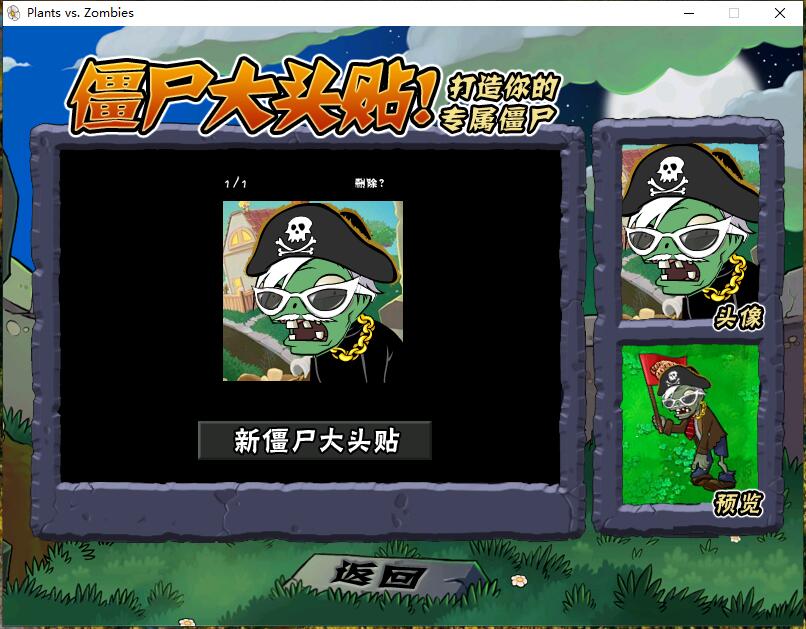 Plants vs. Zombies
僵尸大头贴！
打造你的
专属僵尸
1/1
删除?
头像
新僵尸大头贴
预览
返回